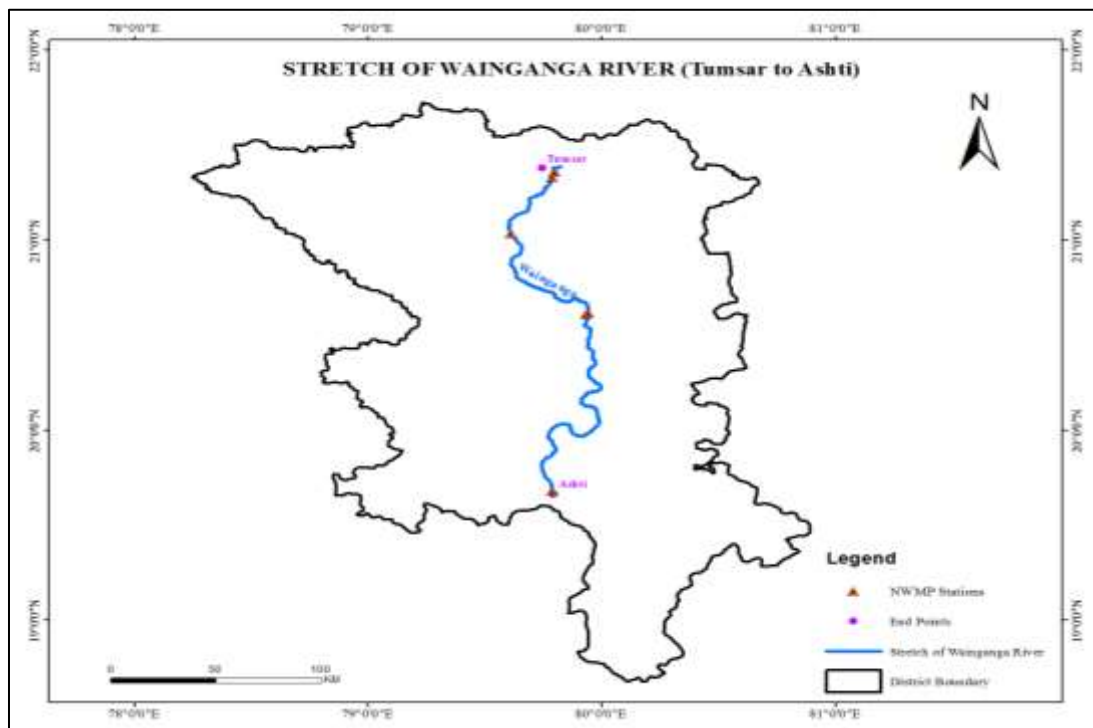 78°0'0"E 79°0'0"E 80°0'0"E 81°0'0"E
22°0'0"N 22°0'0"N
STRETCH OF WAINGANGA RIVER (Tumsar to Ashti)
N
Tumsar
21°0'0"N 21°0'0"N
Wainganga
20°0'0"N 20°0'0"N
Ashti
Legend
NWMP Stations
End Points
19°0'0"N 19°0'0"N
Stretch of Wainganga River
0 50 100
KM
District Boundary
78°0'0"E 79°0'0"E 80°0'0"E 81°0'0"E